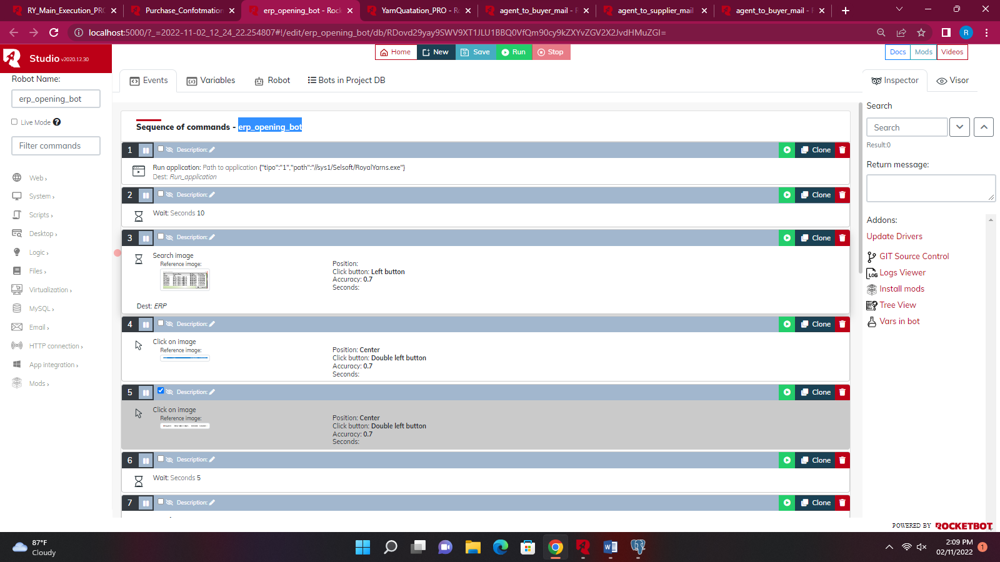 RY_Main_Execution_PRO
Purchase_Confotmation
erp_opening_bot - Rock
YarnQuatation_PRO - R
agent_to_buyer_mail - R
agent_to_supplier_mail
agent_to_buyer_mail - R
localhost:5000/?_=2022-11-02_12_24_22.254807#!/edit/erp_opening_bot/db/RDovd29yay9SWV9XT1JLU1BBQ0VfQm90cy9kZXYvZGV2X2JvdHMuZGI=
R
Studio v2020.12.30
Home
New
Save
Run
Stop
Docs
Mods
Videos
Robot Name:
erp_opening_bot
Live Mode
Filter commands
Web ›
System ›
Scripts ›
Desktop ›
Logic ›
Files ›
Virtualization ›
MySQL ›
Email ›
HTTP connection ›
App integration ›
Mods ›
Events
Variables
Robot
Bots in Project DB
Sequence of commands - erp_opening_bot
1 Description: Clone
Run application: Path to application {"tipo":"1","path":"//sys1/Selsoft/RoyalYarns.exe"}
Dest: Run_application
2 Description: Clone
Wait: Seconds 10
3 Description: Clone
Search image
Reference image:
Position:
Click button: Left button
Accuracy: 0.7
Seconds:
Dest: ERP
4 Description: Clone
Click on image
Reference image:
Position: Center
Click button: Double left button
Accuracy: 0.7
Seconds:
5 Description: Clone
Click on image
Reference image:
Position: Center
Click button: Double left button
Accuracy: 0.7
Seconds:
6 Description: Clone
Wait: Seconds 5
7 Description: Clone
Inspector
Visor
Search
Search
Result:0
Return message:
Addons:
Update Drivers
GIT Source Control
LOG Logs Viewer
Install mods
Tree View
Vars in bot
POWERED BY ROCKETBOT
87°F
Cloudy
2:09 PM
02/11/2022
1